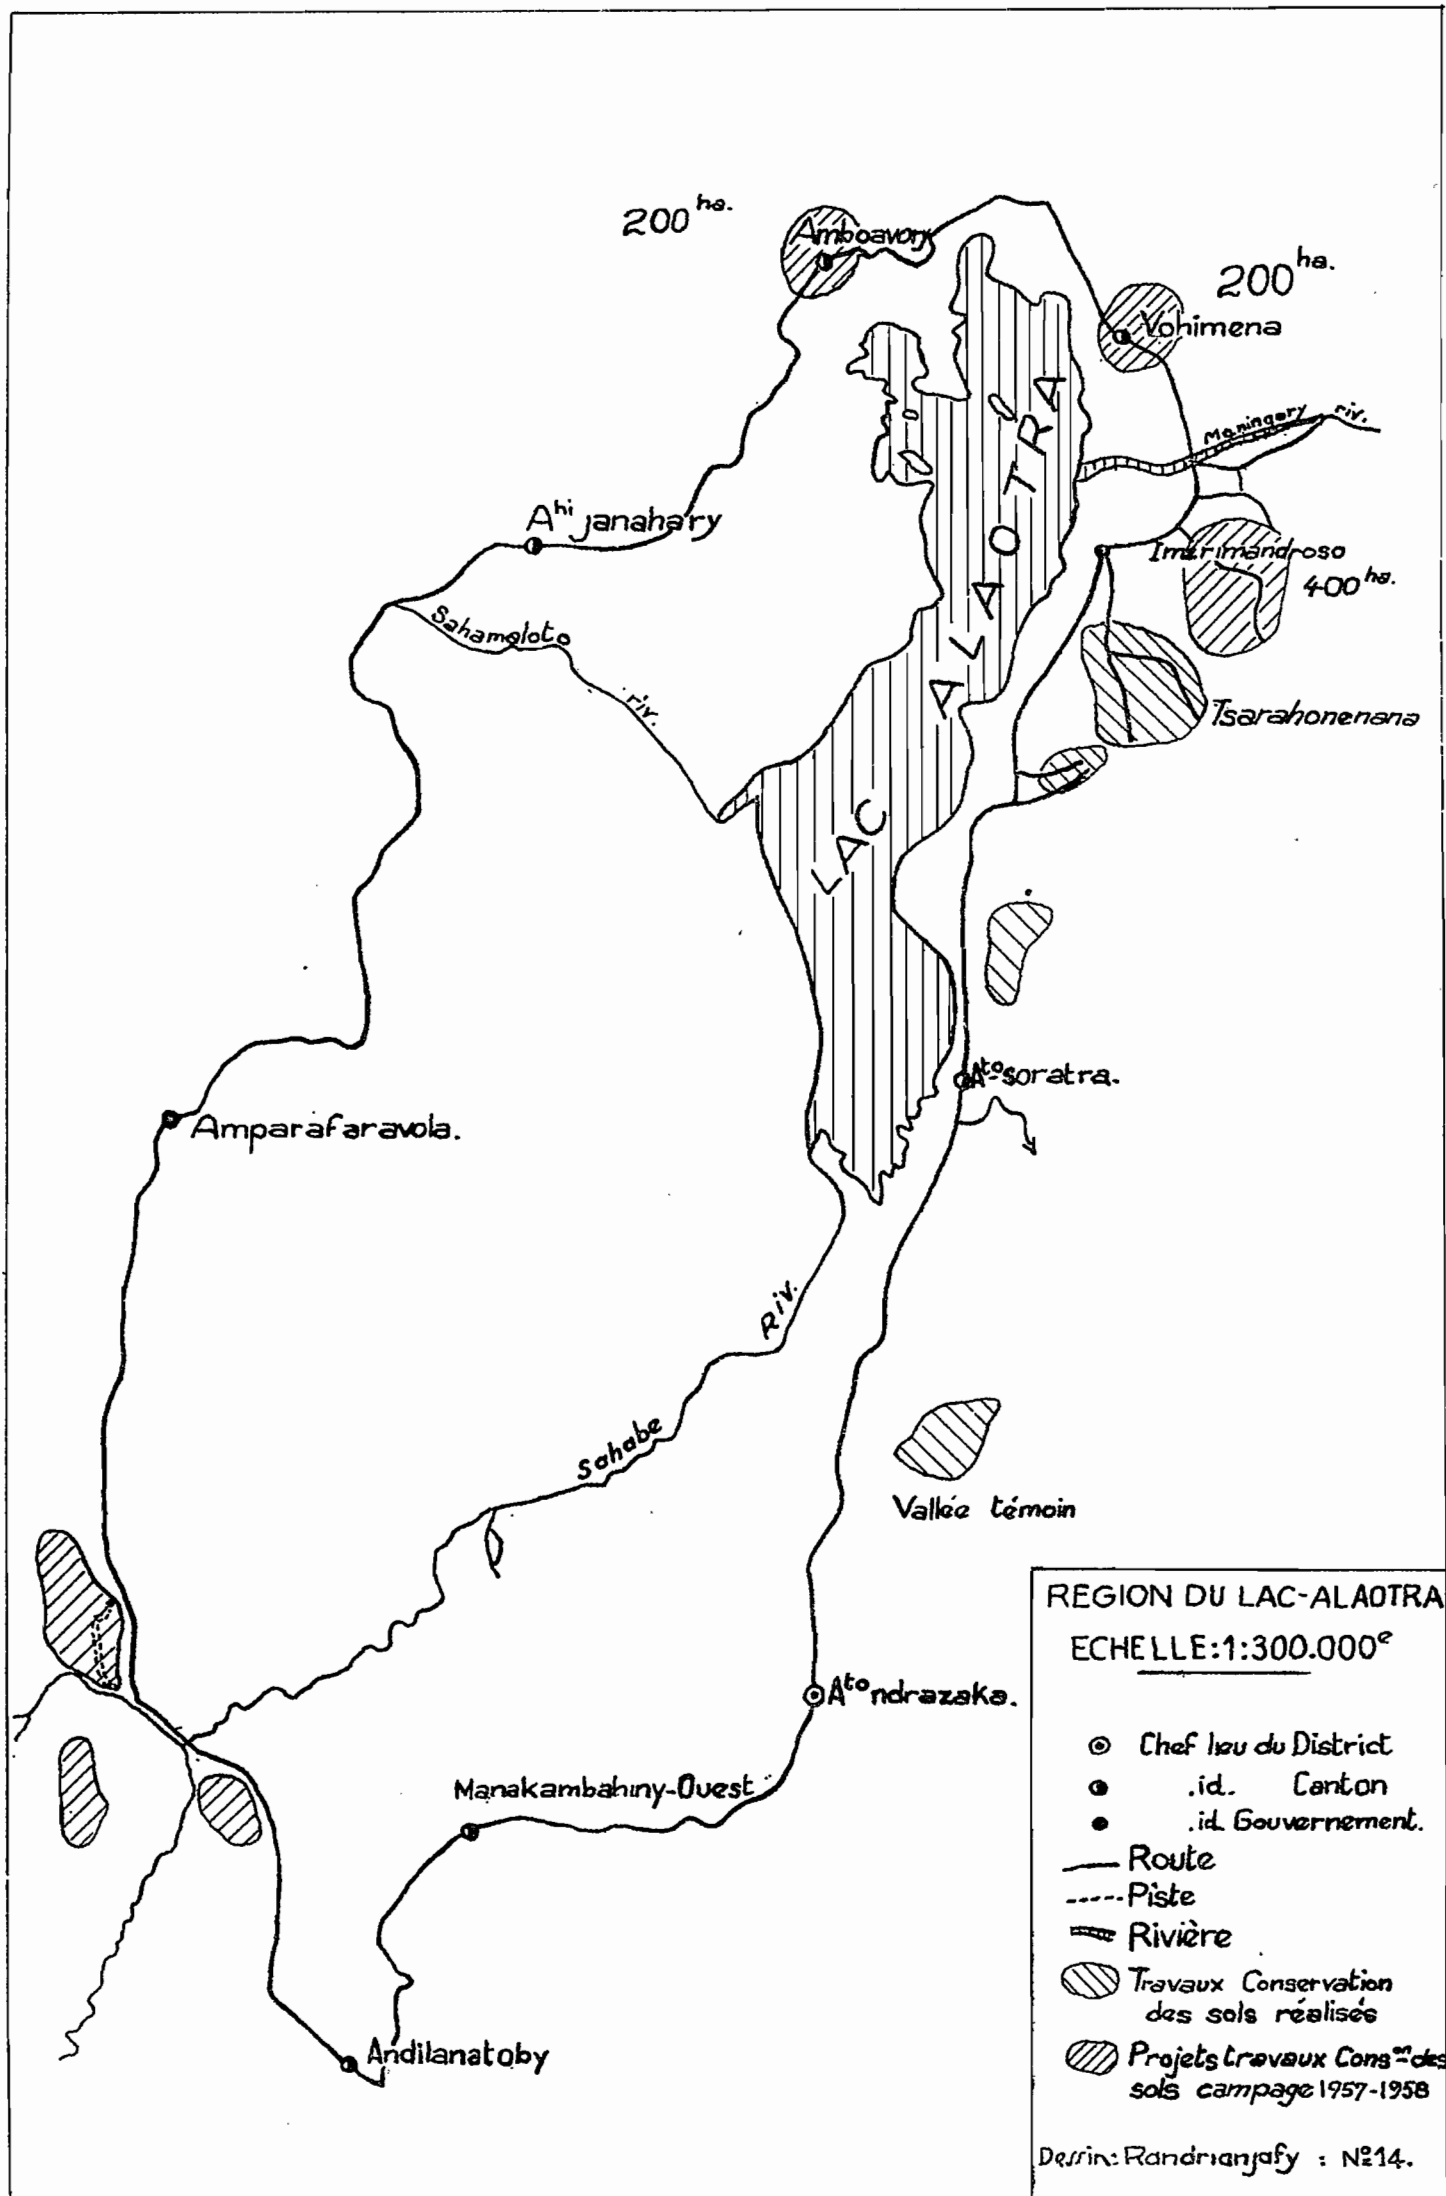 200 ha.
Amboavory
200 ha.
Vohimena
Maningory riv.
LAC ALAOTRA
Ahi janahary
Imerimandroso
400 ha.
Sahamaloto riv.
Tsarahonenana
Ato-soratra.
Amparafaravola.
Sahabe Riv.
Vallée témoin
Ato ndrazaka.
Manakambahiny-Ouest
Andilanatoby
REGION DU LAC-ALAOTRA
ECHELLE:1:300.000e
Chef lieu du District
.id. Canton
.id. Gouvernement.
Route
Piste
Rivière
Travaux Conservation
des sols réalisés
Projets travaux Cons.on des
sols campage 1957-1958
Dessin: Randrianjafy : Nº14.